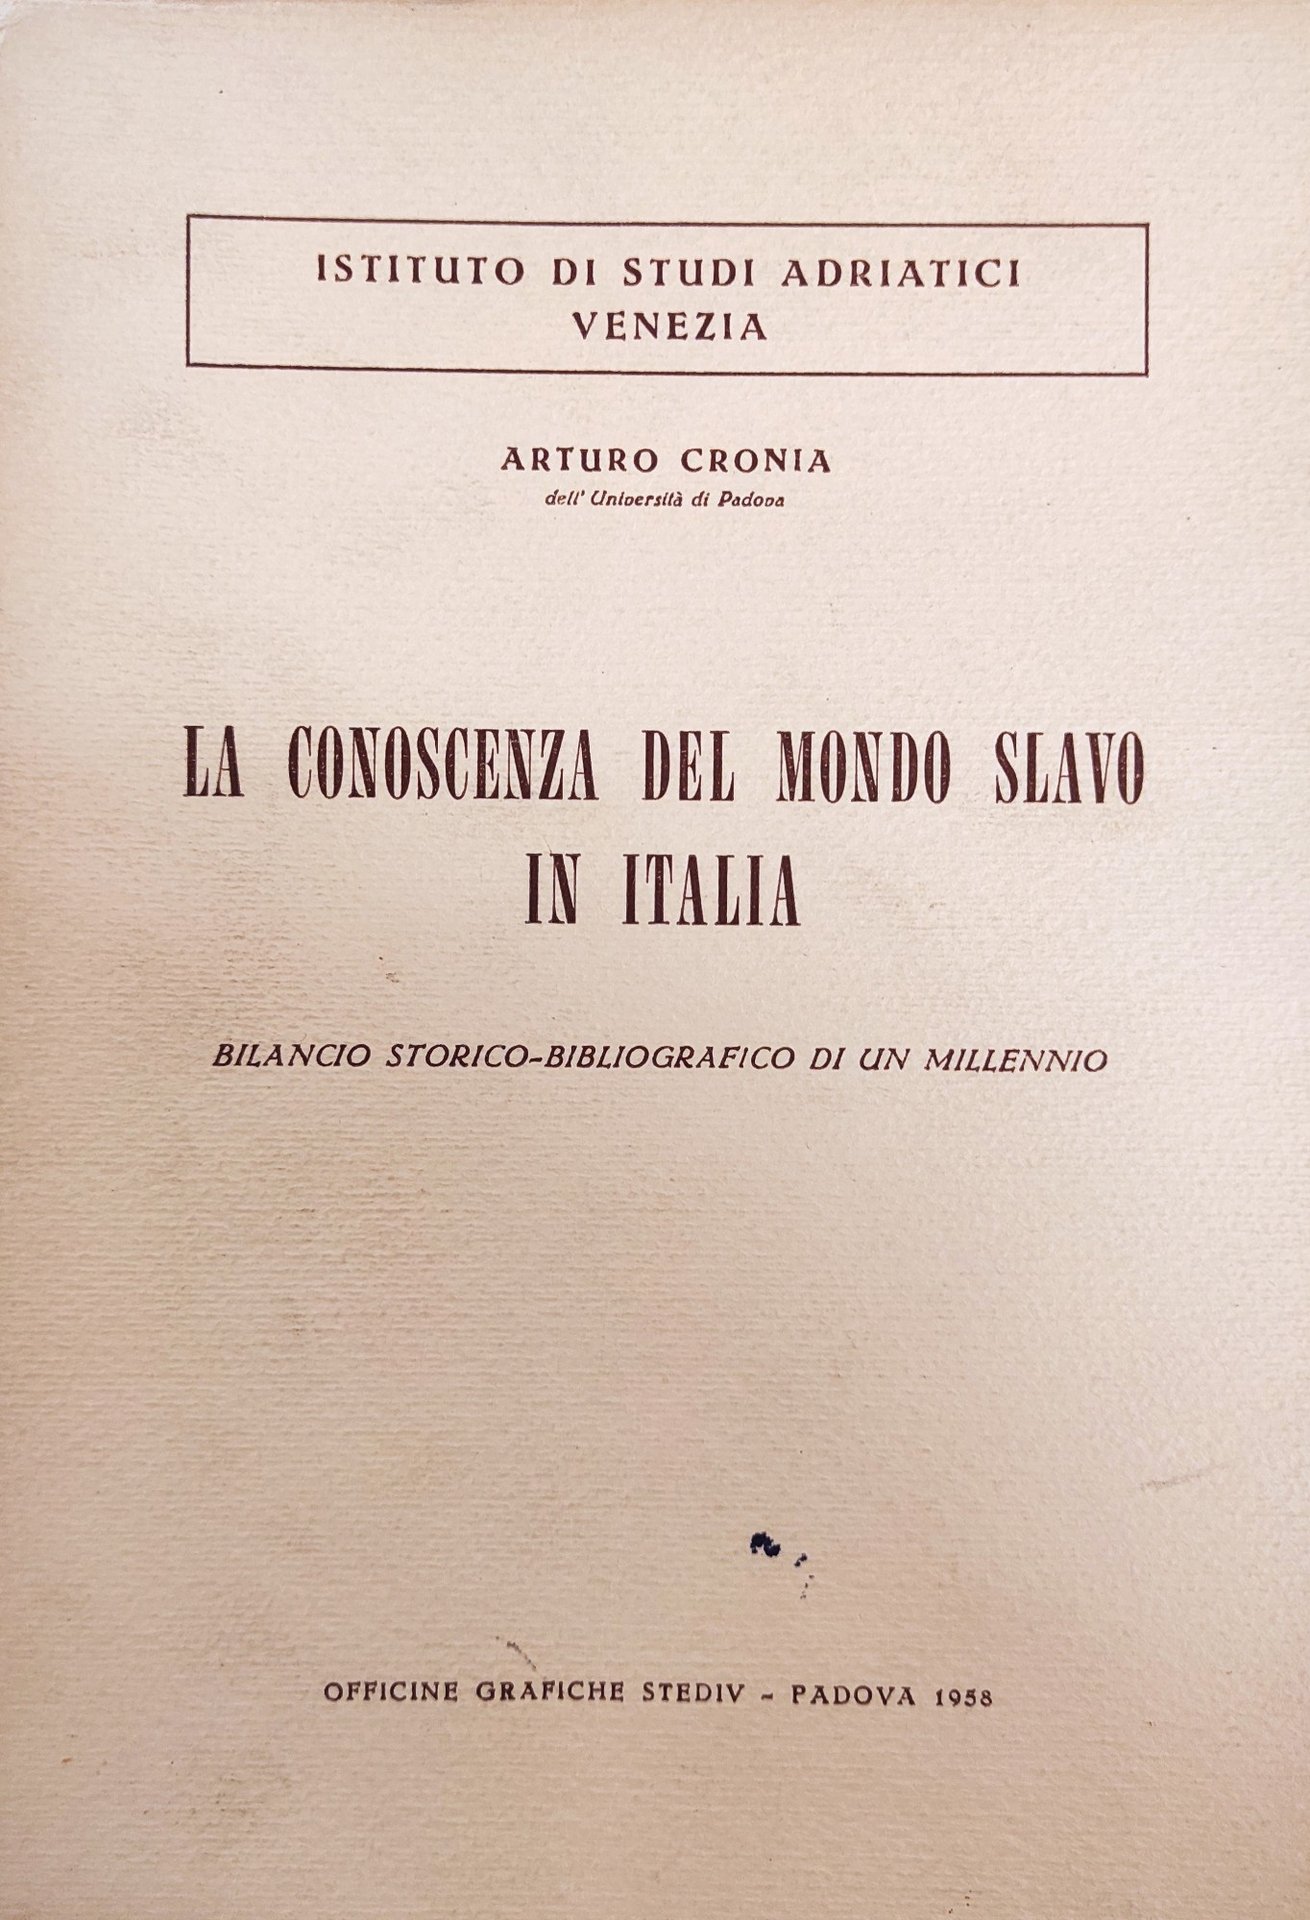 ISTITUTO DI STUDI ADRIATICI
VENEZIA
ARTURO CRONIA
dell' Università di Padova
LA CONOSCENZA DEL MONDO SLAVO
IN ITALIA
BILANCIO STORICO-BIBLIOGRAFICO DI UN MILLENNIO
OFFICINE GRAFICHE STEDIV - PADOVA 1958